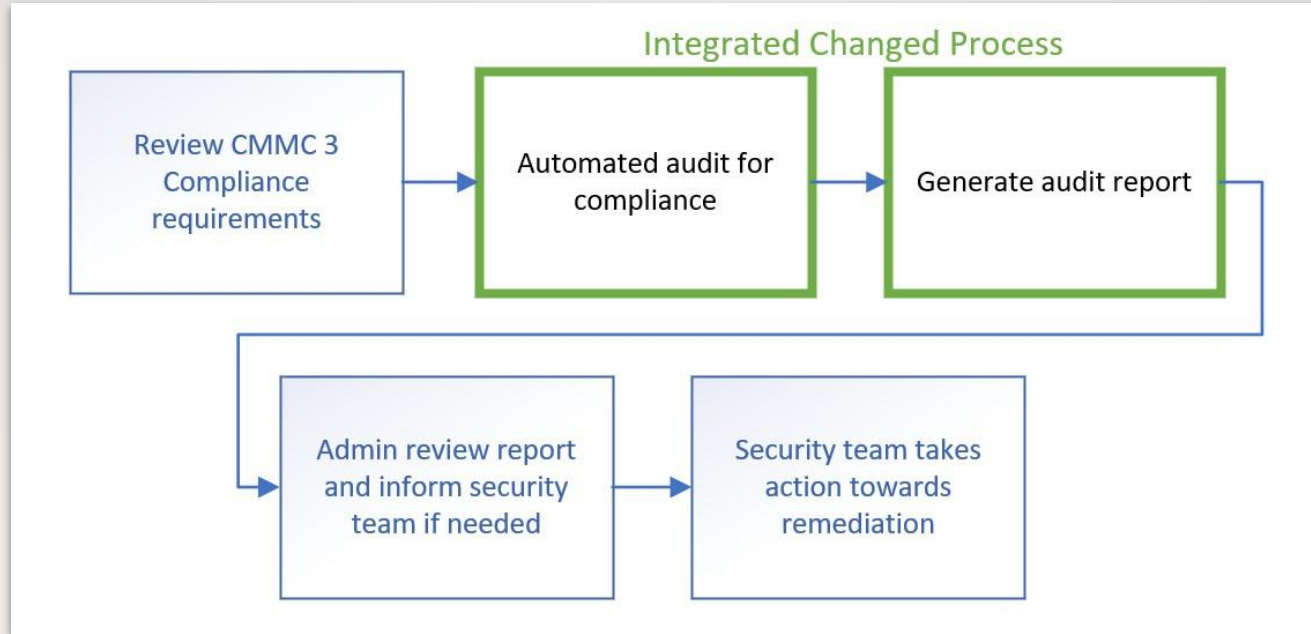 Integrated Changed Process
Review CMMC 3
Compliance
requirements
Automated audit for
compliance
Generate audit report
Admin review report
and inform security
team if needed
Security team takes
action towards
remediation